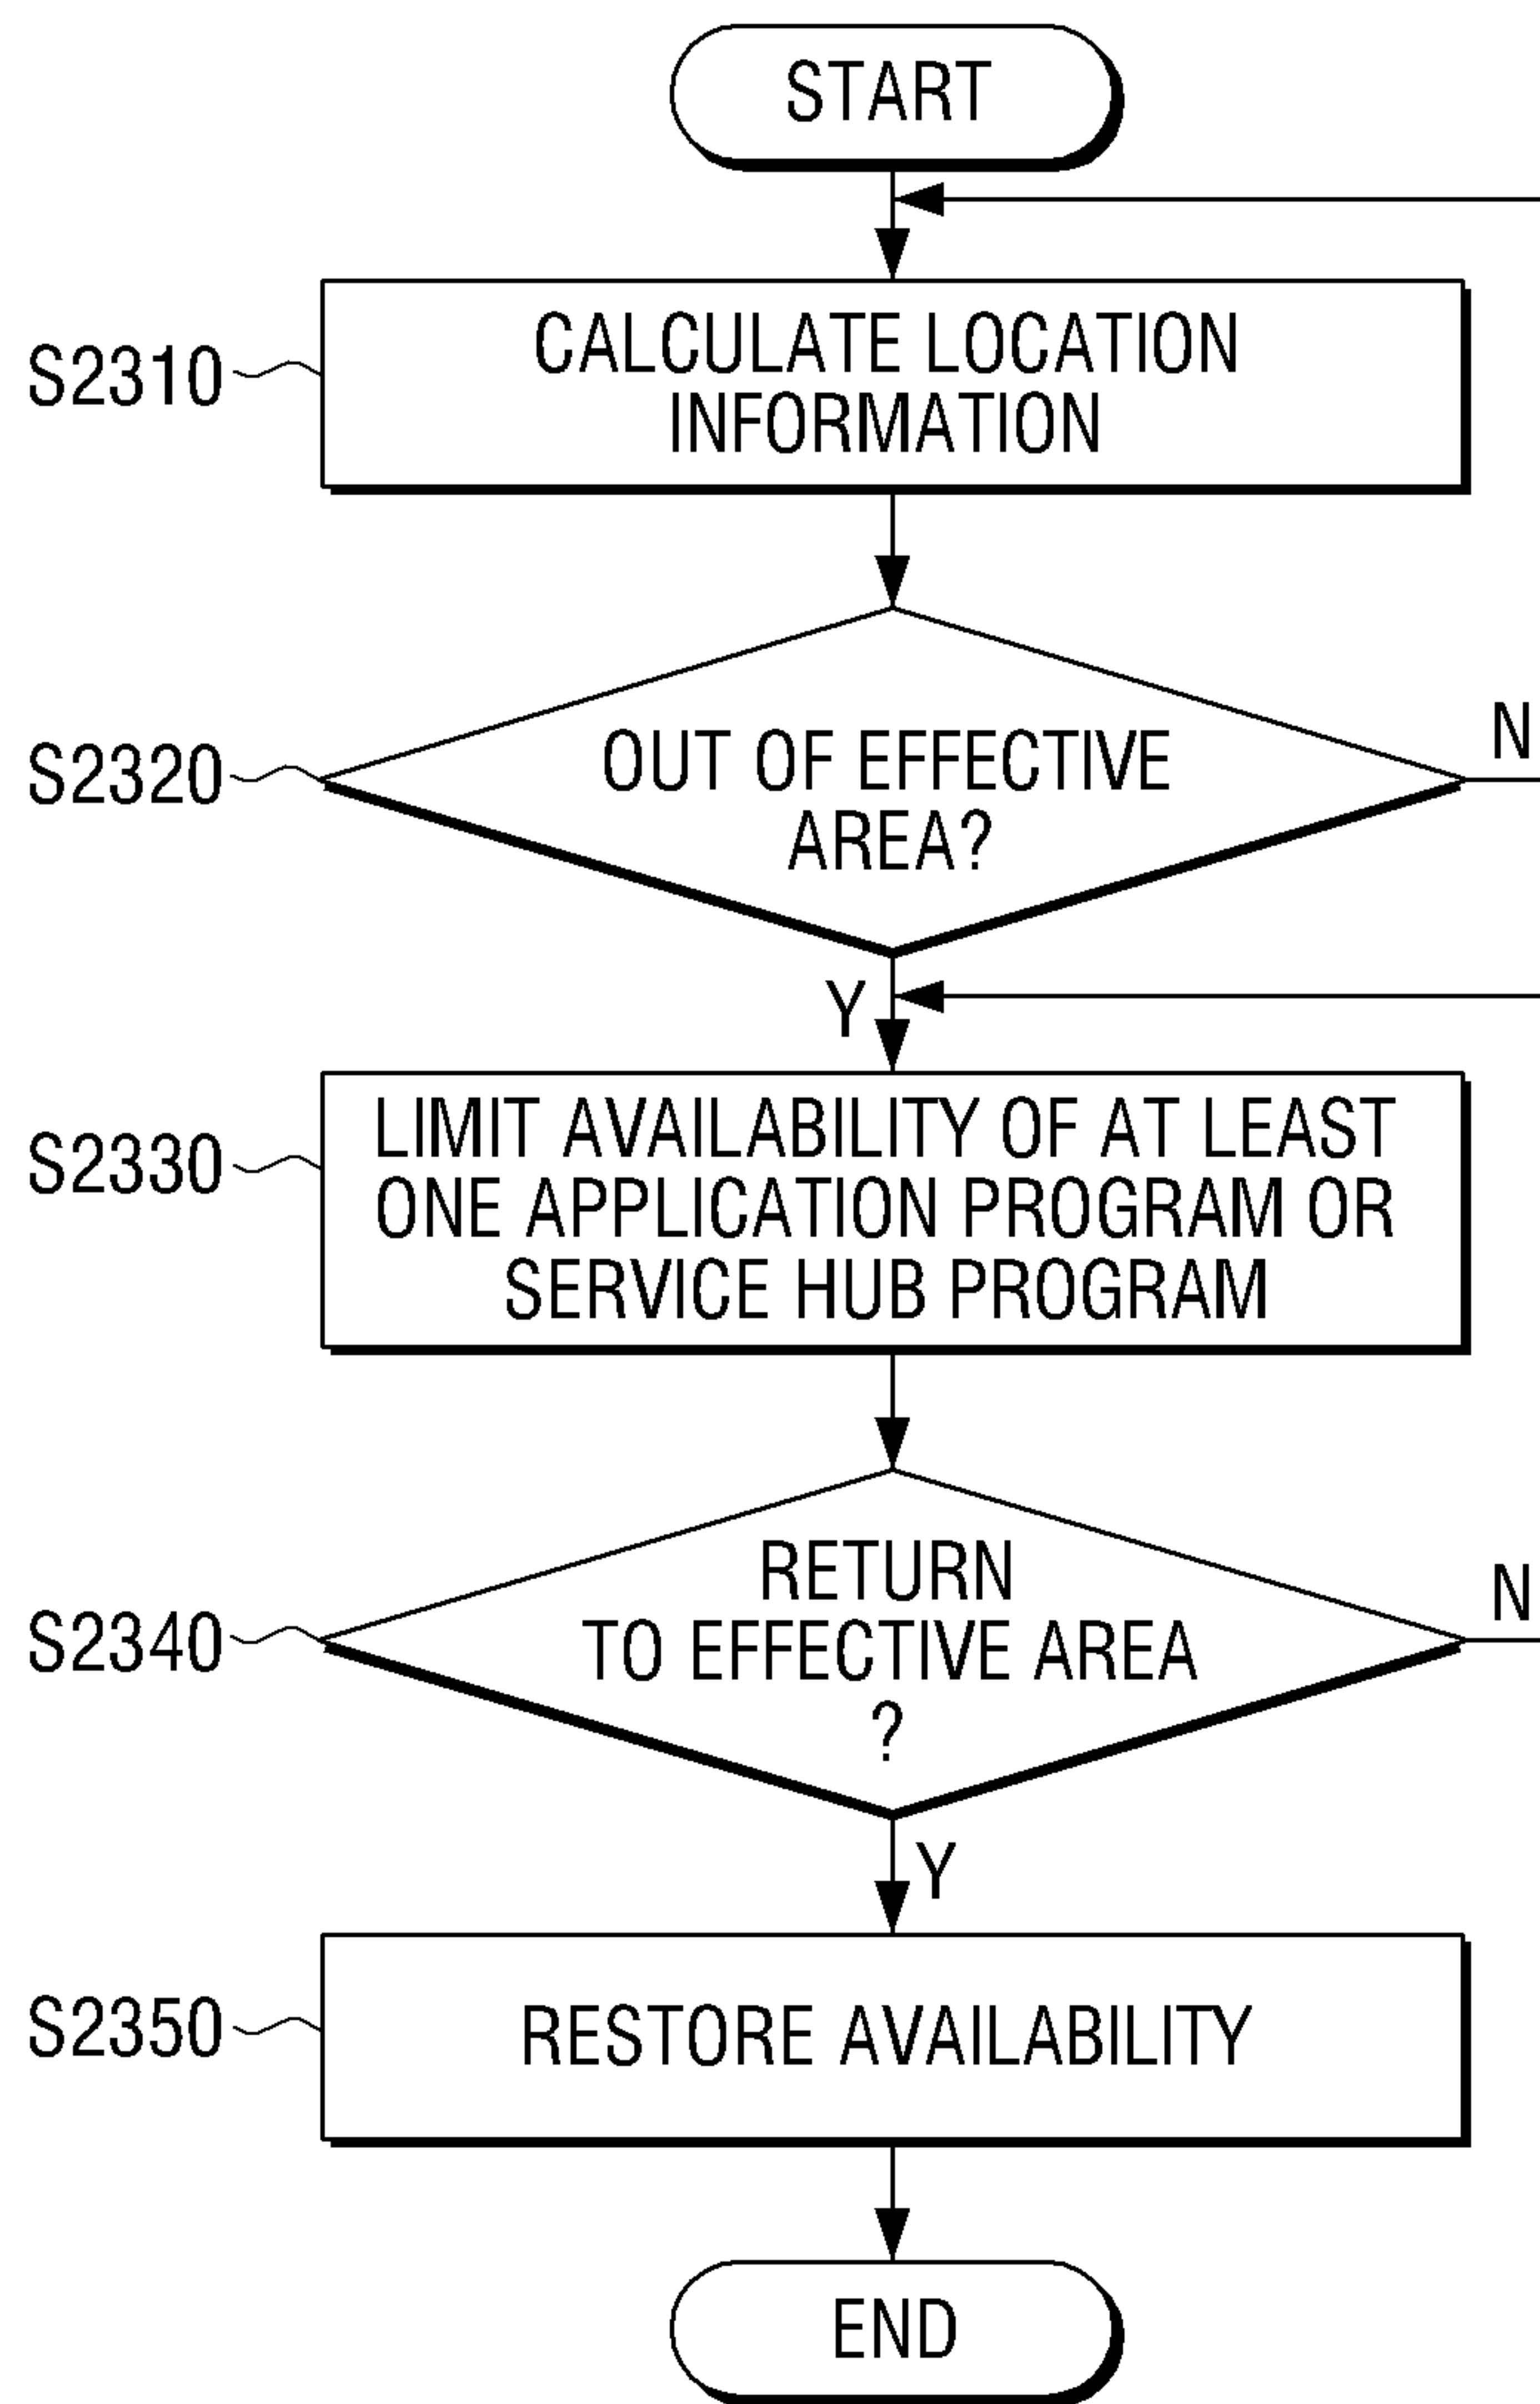 START
S2310
CALCULATE LOCATION
INFORMATION
S2320
OUT OF EFFECTIVE
AREA?
N
Y
S2330
LIMIT AVAILABILITY OF AT LEAST
ONE APPLICATION PROGRAM OR
SERVICE HUB PROGRAM
S2340
RETURN
TO EFFECTIVE AREA
?
N
Y
S2350
RESTORE AVAILABILITY
END